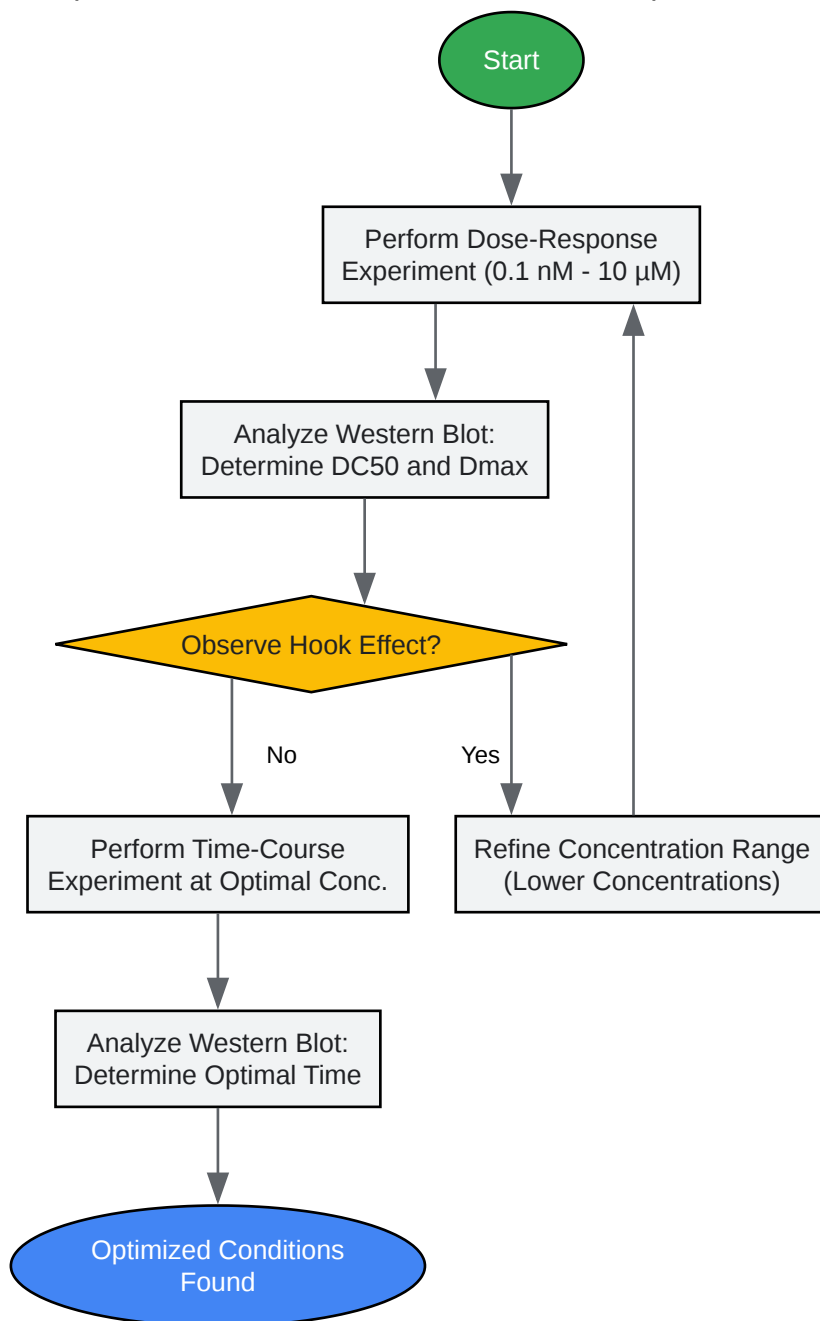 Start
Perform Dose-Response
Experiment (0.1 nM - 10 µM)
Analyze Western Blot:
Determine DC50 and Dmax
Observe Hook Effect?
No
Yes
Perform Time-Course
Experiment at Optimal Conc.
Refine Concentration Range
(Lower Concentrations)
Analyze Western Blot:
Determine Optimal Time
Optimized Conditions
Found